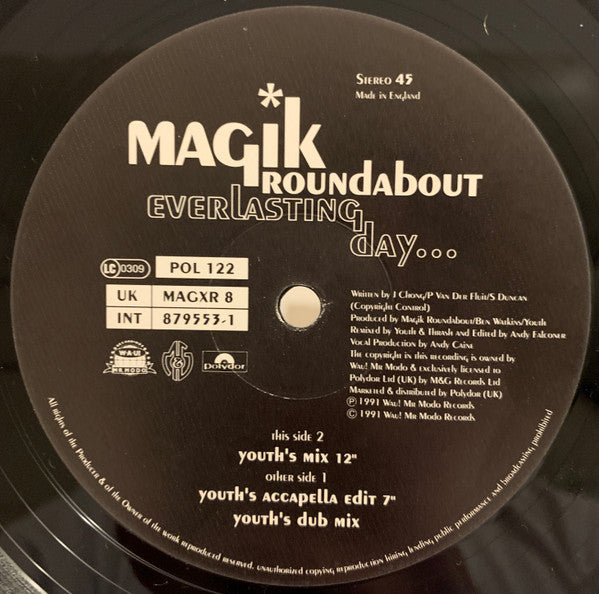 Stereo 45
Made in England
MAGIK
ROUNDABOUT
EVERLASTING
DAY...
LC 0309
POL 122
UK MAGXR 8
INT 879553-1
W·A·U!
MR. MODO
polydor
Written by J Chong/P Van Der Fluit/S Duncan
(Copyright Control)
Produced by Magik Roundabout/Ben Watkins/Youth
Remixed by Youth & Thrash and Edited by Andy Falconer
Vocal Production by Andy Caine
The copyright in this recording is owned by
Wau! Mr Modo & exclusively licensed to
Polydor Ltd (UK) by M&G Records Ltd
Marketed & distributed by Polydor (UK)
℗ 1991 Wau! Mr Modo Records
© 1991 Wau! Mr Modo Records
this side 2
youth's mix 12"
other side 1
youth's accapella edit 7"
youth's dub mix
All rights of the Producer & of the Owner of the work reproduced reserved. unauthorized copying reproduction hiring, lending public performance and broadcasting prohibited